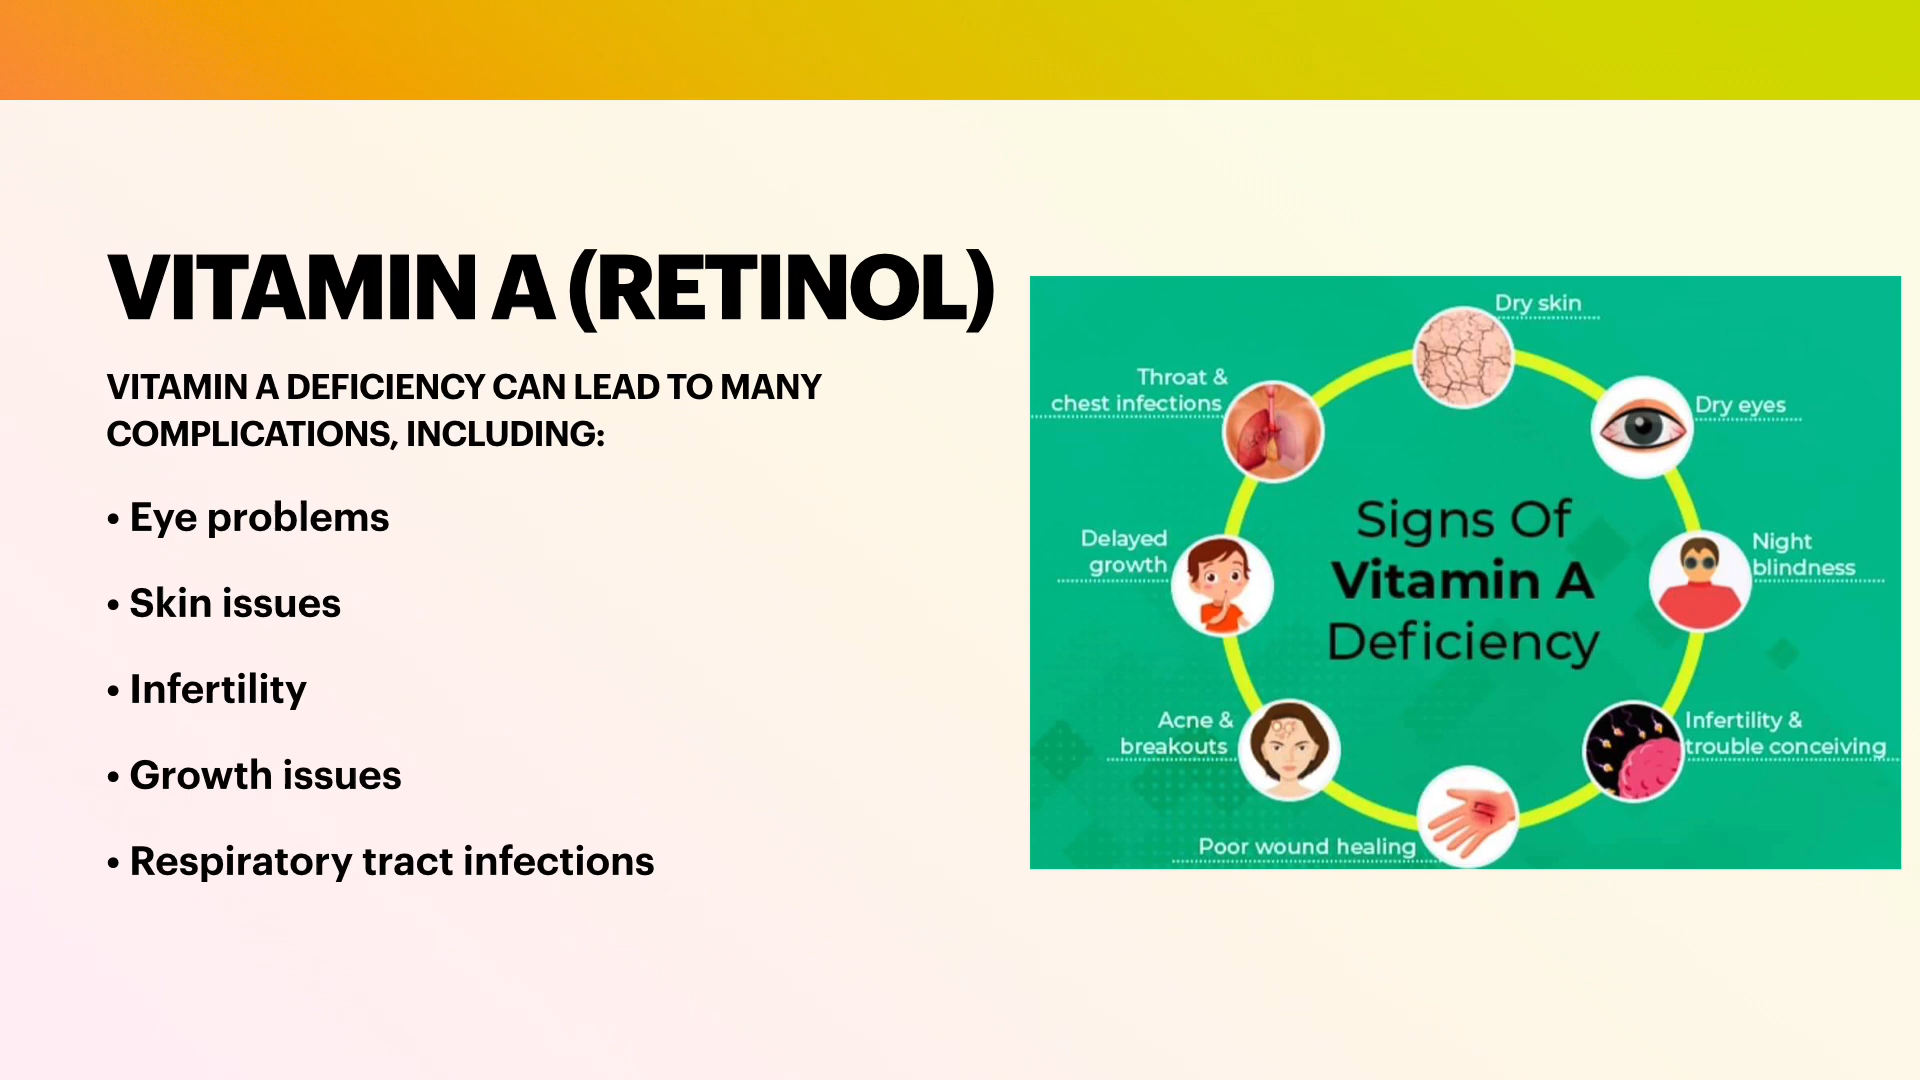 VITAMIN A (RETINOL)
VITAMIN A DEFICIENCY CAN LEAD TO MANY
COMPLICATIONS, INCLUDING:
• Eye problems
• Skin issues
• Infertility
• Growth issues
• Respiratory tract infections
Dry skin
Throat &
chest infections
Dry eyes
Signs Of
Vitamin A
Deficiency
Delayed
growth
Night
blindness
Acne &
breakouts
Infertility &
trouble conceiving
Poor wound healing